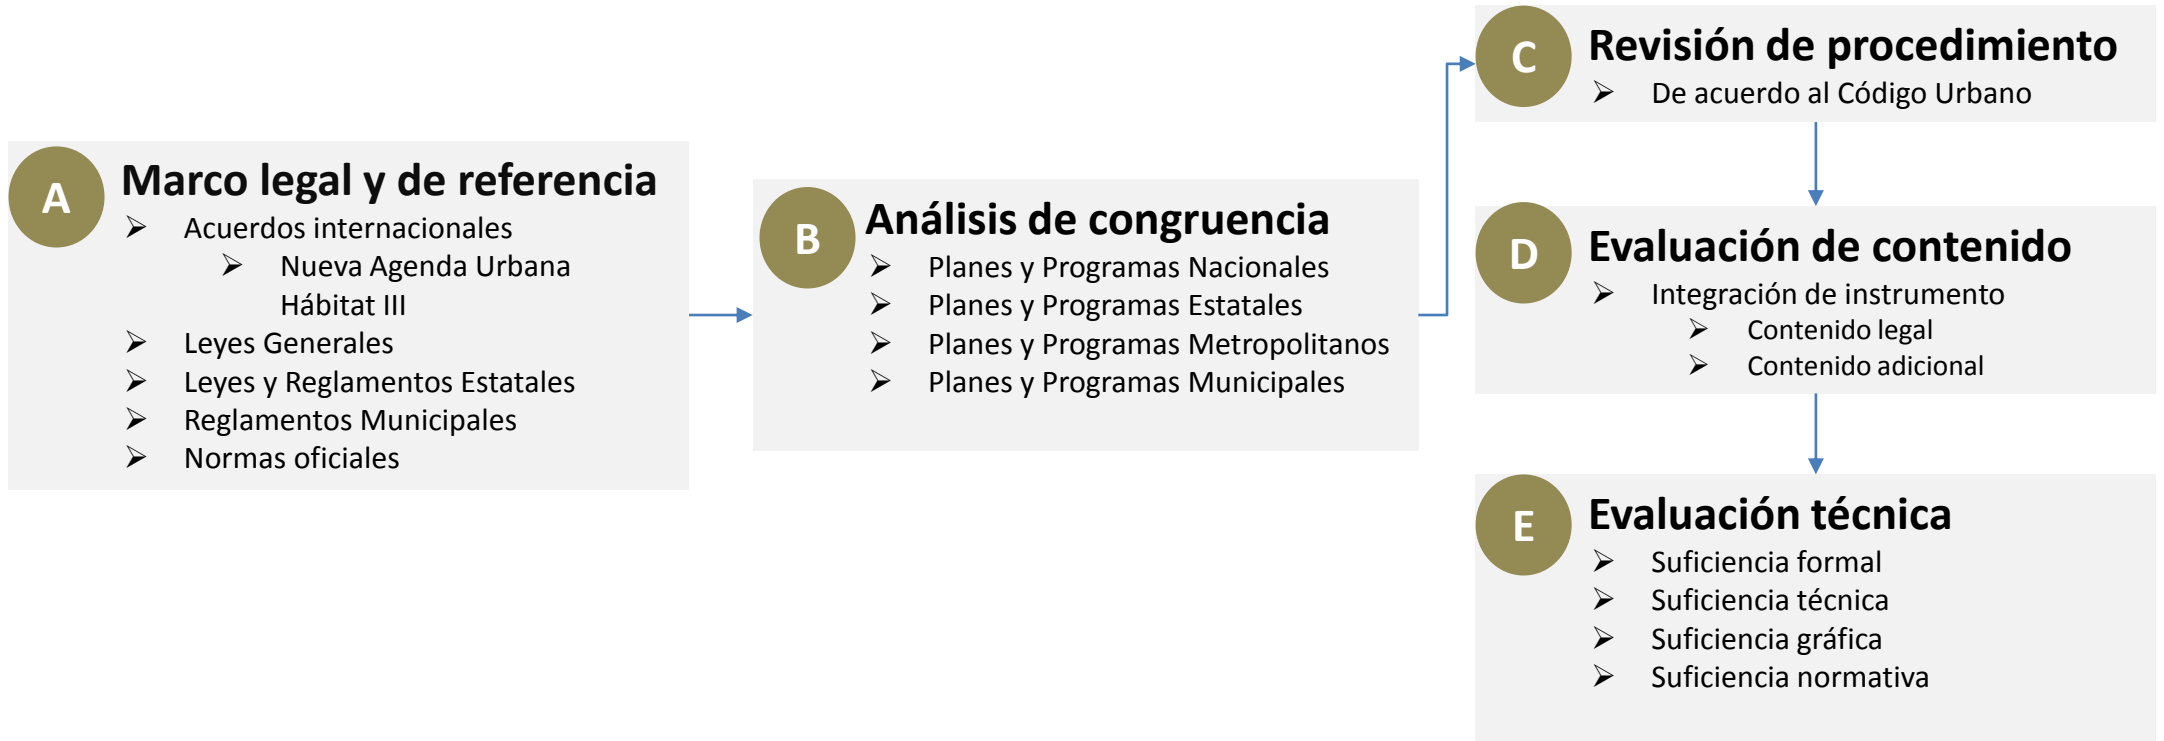 A
Marco legal y de referencia
➢ Acuerdos internacionales
➢ Nueva Agenda Urbana
Hábitat III
➢ Leyes Generales
➢ Leyes y Reglamentos Estatales
➢ Reglamentos Municipales
➢ Normas oficiales
B
Análisis de congruencia
➢ Planes y Programas Nacionales
➢ Planes y Programas Estatales
➢ Planes y Programas Metropolitanos
➢ Planes y Programas Municipales
C
Revisión de procedimiento
➢ De acuerdo al Código Urbano
D
Evaluación de contenido
➢ Integración de instrumento
➢ Contenido legal
➢ Contenido adicional
E
Evaluación técnica
➢ Suficiencia formal
➢ Suficiencia técnica
➢ Suficiencia gráfica
➢ Suficiencia normativa